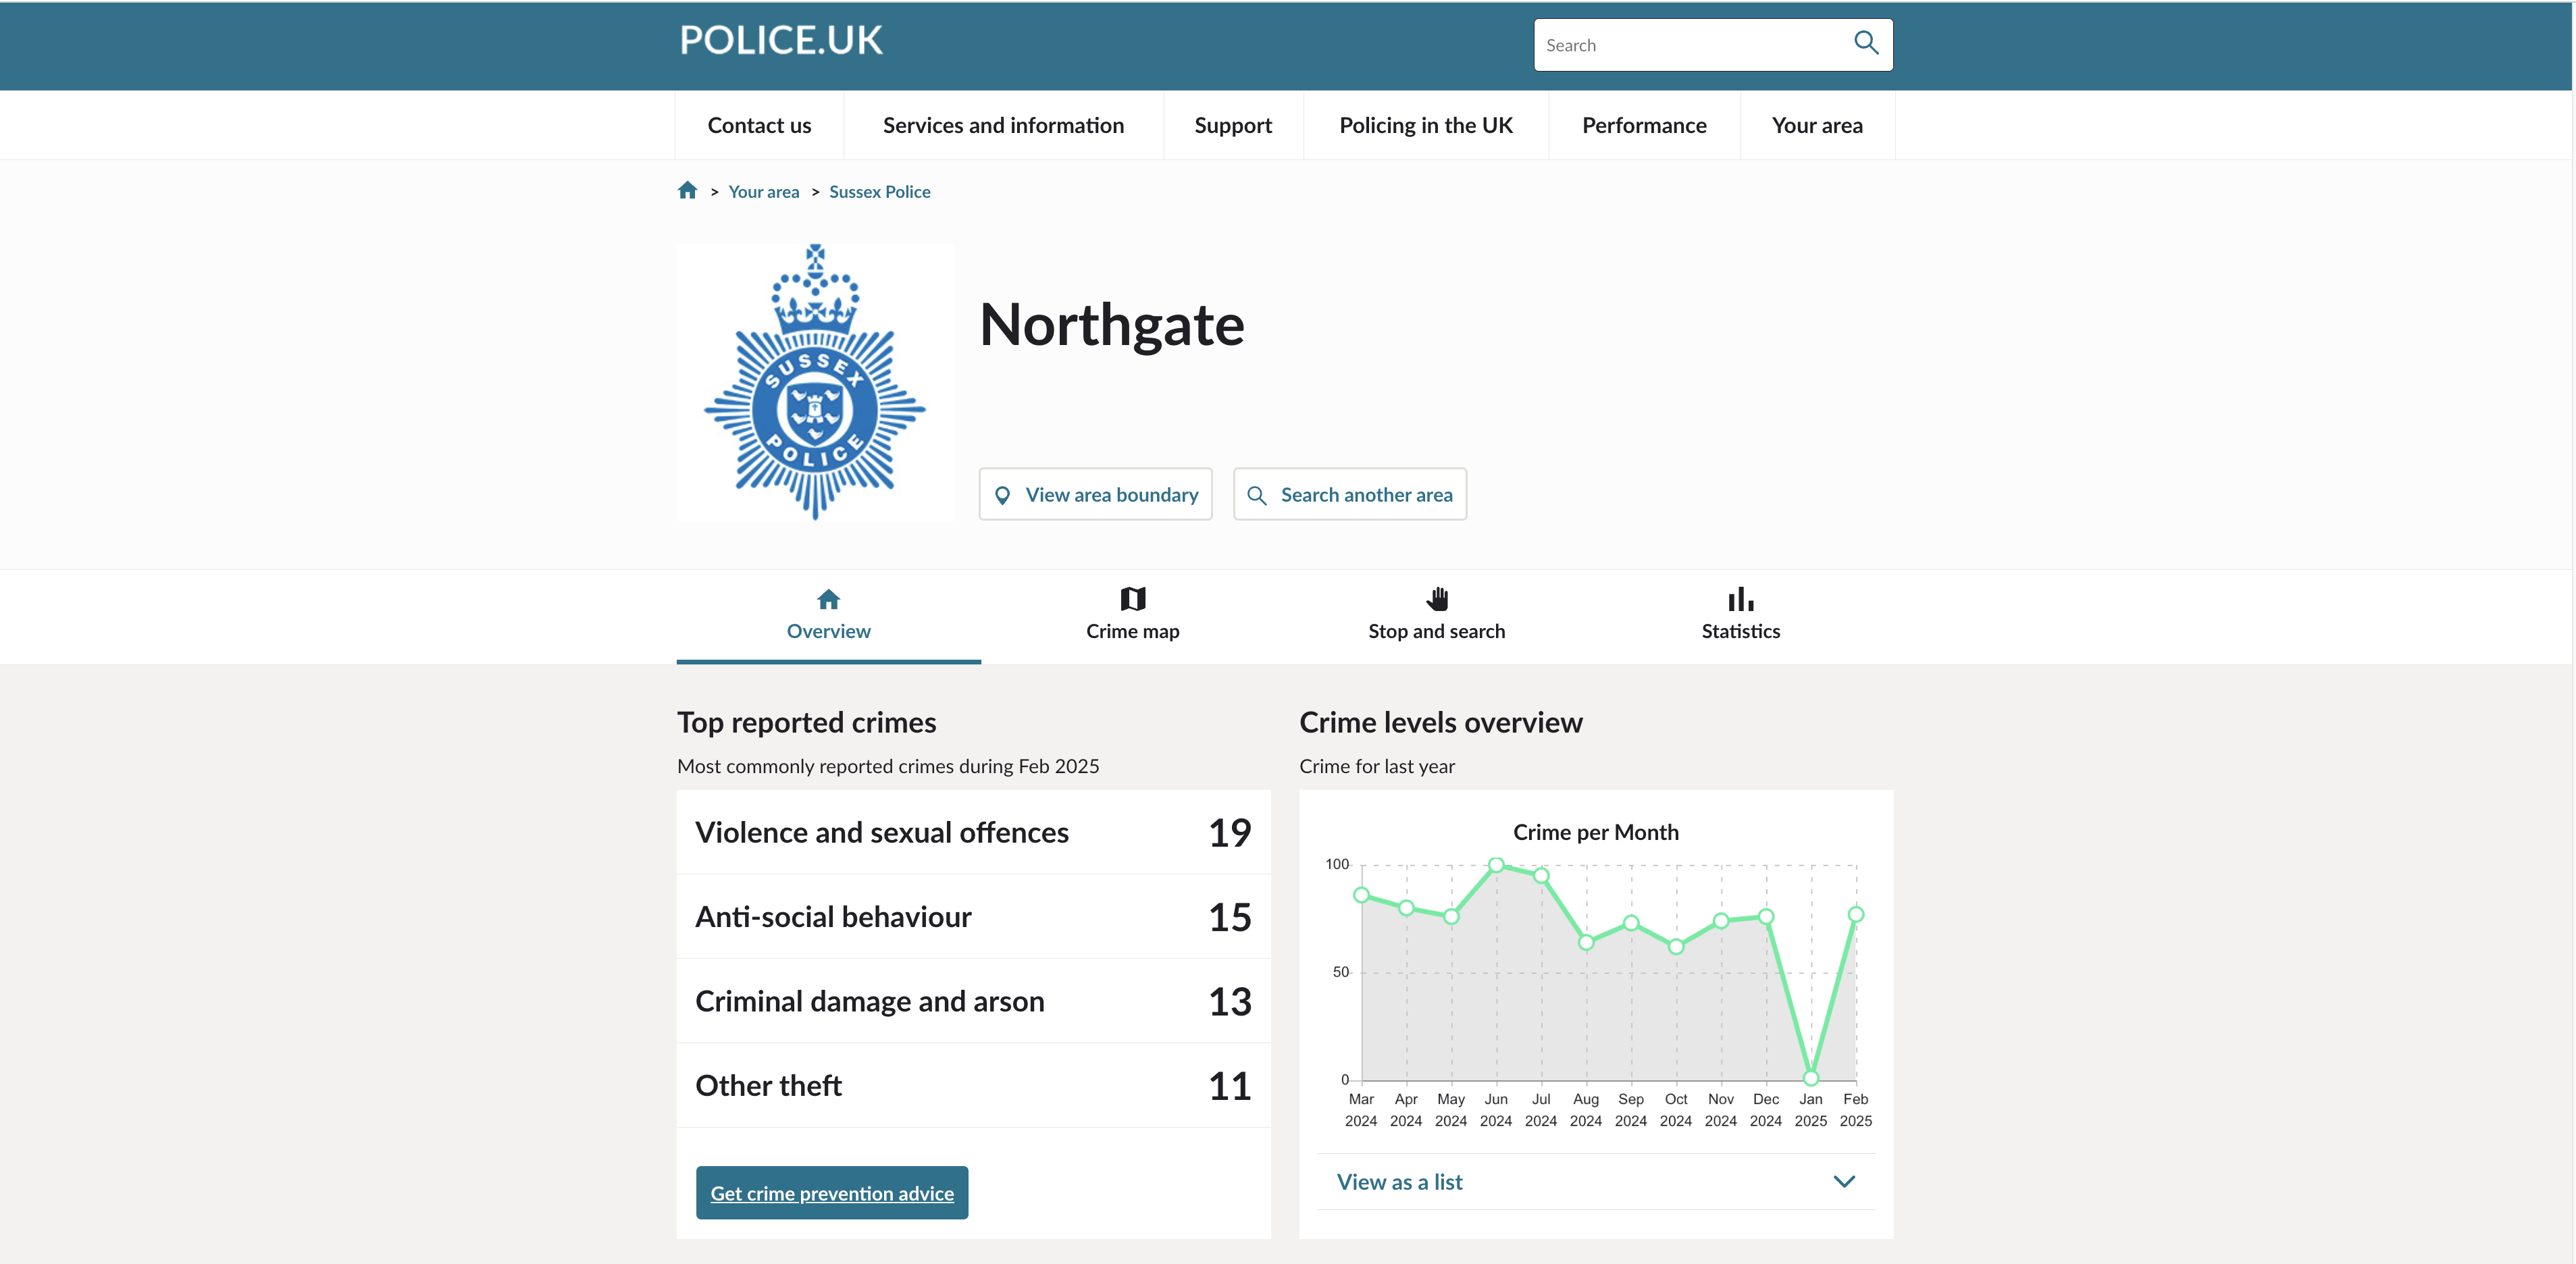 POLICE.UK
Search
Contact us
Services and information
Support
Policing in the UK
Performance
Your area
> Your area > Sussex Police
SUSSEX
POLICE
Northgate
View area boundary
Search another area
Overview
Crime map
Stop and search
Statistics
Top reported crimes
Most commonly reported crimes during Feb 2025
Violence and sexual offences 19
Anti-social behaviour 15
Criminal damage and arson 13
Other theft 11
Get crime prevention advice
Crime levels overview
Crime for last year
Crime per Month
100
50
0
Mar Apr May Jun Jul Aug Sep Oct Nov Dec Jan Feb
2024 2024 2024 2024 2024 2024 2024 2024 2024 2024 2025 2025
View as a list